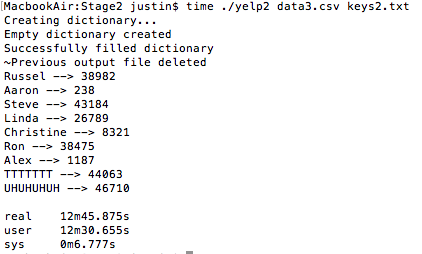 [MacbookAir:Stage2 justin$ time ./yelp2 data3.csv keys2.txt
Creating dictionary...
Empty dictionary created
Successfully filled dictionary
~Previous output file deleted
Russel --> 38982
Aaron --> 238
Steve --> 43184
Linda --> 26789
Christine --> 8321
Ron --> 38475
Alex --> 1187
TTTTTTT --> 44063
UHUHUHUH --> 46710
real 12m45.875s
user 12m30.655s
sys 0m6.777s